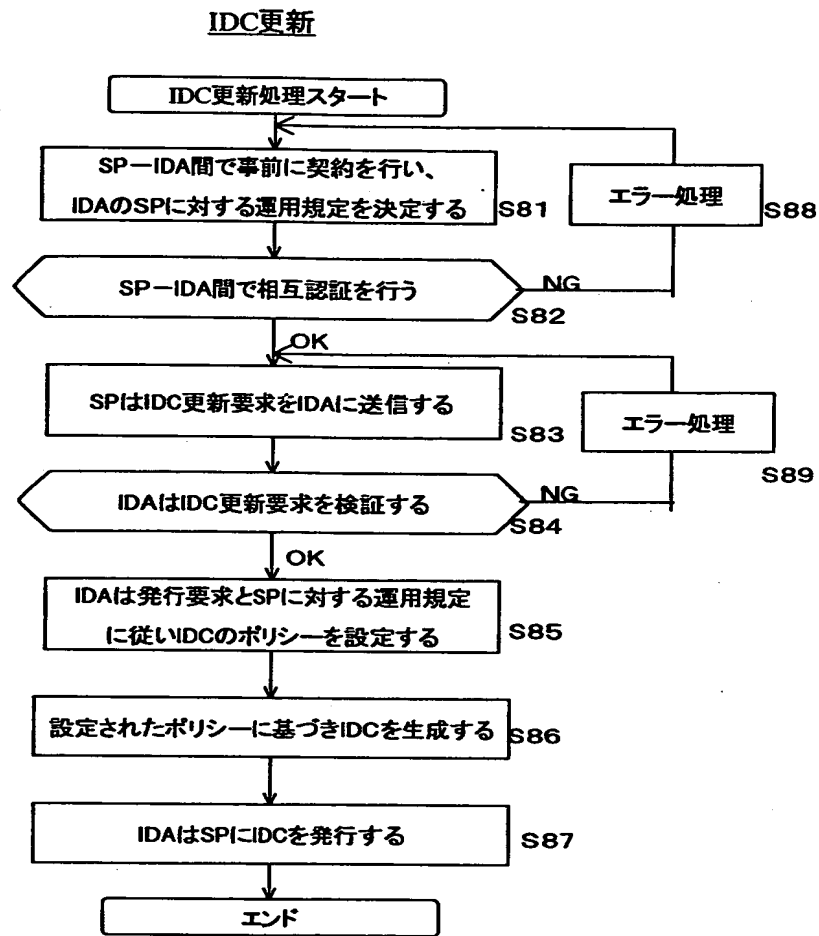 IDC更新
IDC更新処理スタート
SP－IDA間で事前に契約を行い、
IDAのSPに対する運用規定を決定する
S81
エラー処理
S88
SP－IDA間で相互認証を行う
NG
S82
OK
SPはIDC更新要求をIDAに送信する
S83
エラー処理
S89
IDAはIDC更新要求を検証する
NG
S84
OK
IDAは発行要求とSPに対する運用規定
に従いIDCのポリシーを設定する
S85
設定されたポリシーに基づきIDCを生成する
S86
IDAはSPにIDCを発行する
S87
エンド